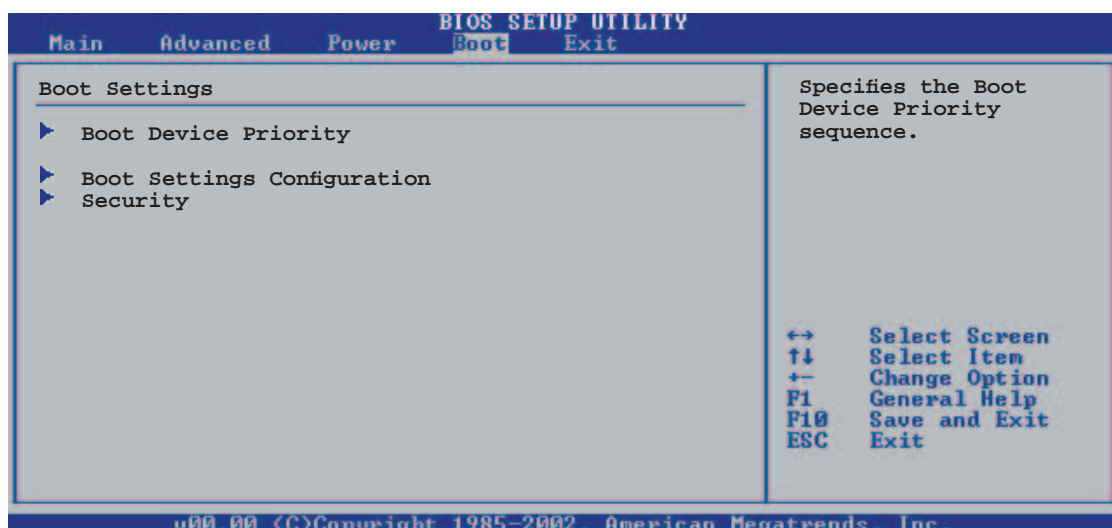 BIOS SETUP UTILITY
Main Advanced Power Boot Exit
Boot Settings
Boot Device Priority
Boot Settings Configuration
Security
Specifies the Boot
Device Priority
sequence.
↔ Select Screen
↑↓ Select Item
+- Change Option
F1 General Help
F10 Save and Exit
ESC Exit
v00.00 (C)Copyright 1985-2002, American Megatrends, Inc.